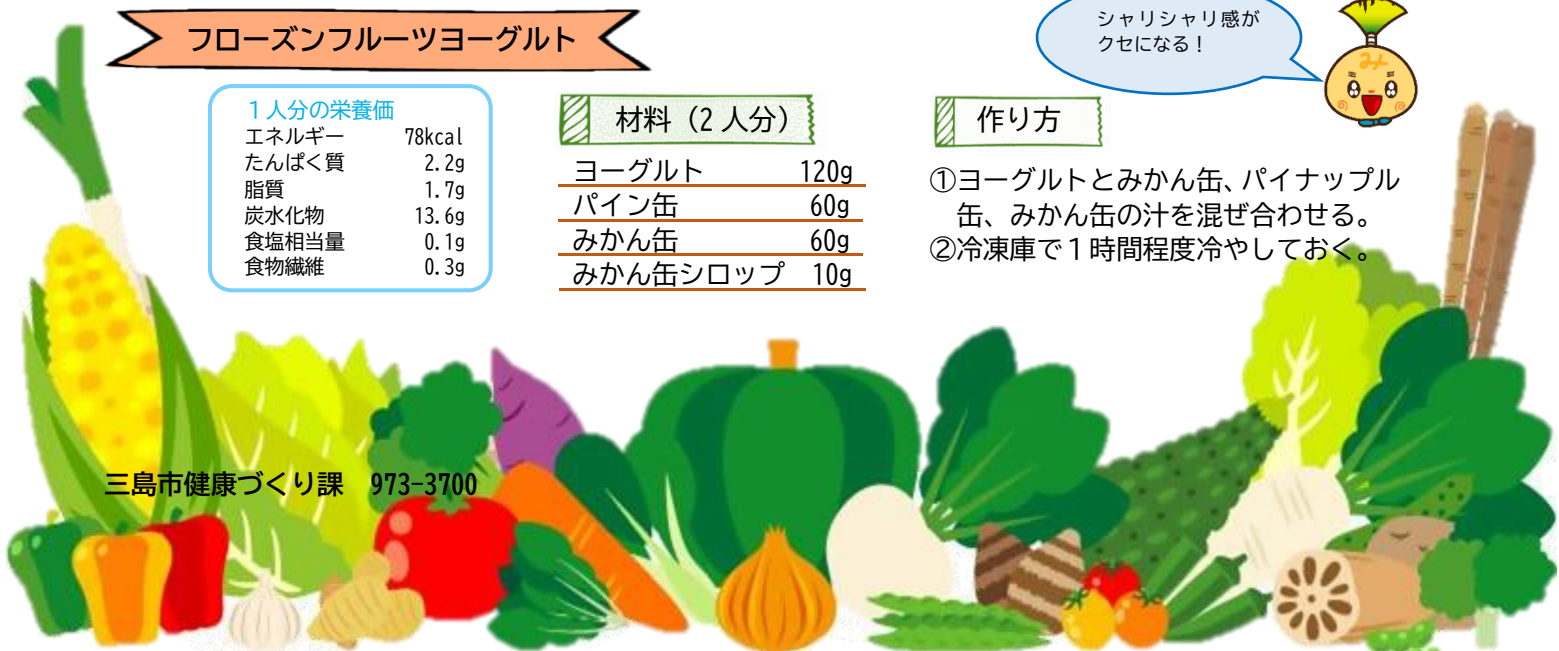 フローズンフルーツヨーグルト
シャリシャリ感が
クセになる！
み
１人分の栄養価
エネルギー 78kcal
たんぱく質 2.2g
脂質 1.7g
炭水化物 13.6g
食塩相当量 0.1g
食物繊維 0.3g
材料（2 人分）
ヨーグルト 120g
パイン缶 60g
みかん缶 60g
みかん缶シロップ 10g
作り方
①ヨーグルトとみかん缶、パイナップル
缶、みかん缶の汁を混ぜ合わせる。
②冷凍庫で１時間程度冷やしておく。
三島市健康づくり課 973-3700